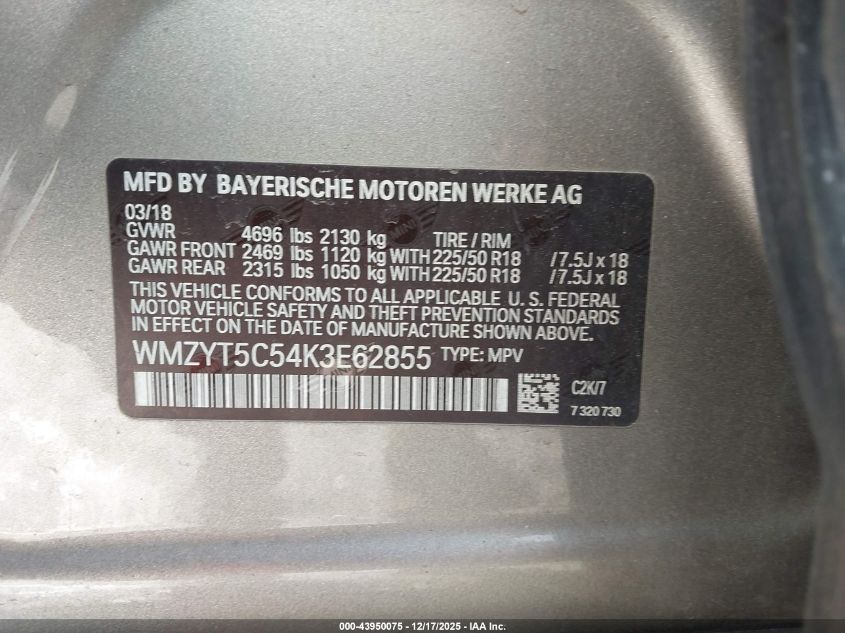 MFD BY BAYERISCHE MOTOREN WERKE AG
03/18
GVWR 4696 lbs 2130 kg TIRE / RIM
GAWR FRONT 2469 lbs 1120 kg WITH 225/50 R18 / 7.5J x 18
GAWR REAR 2315 lbs 1050 kg WITH 225/50 R18 / 7.5J x 18
THIS VEHICLE CONFORMS TO ALL APPLICABLE U. S. FEDERAL
MOTOR VEHICLE SAFETY AND THEFT PREVENTION STANDARDS
IN EFFECT ON THE DATE OF MANUFACTURE SHOWN ABOVE.
WMZYT5C54K3E62855 TYPE: MPV
C2K/7
7 320 730
000-43950075 - 12/17/2025 - IAA Inc.